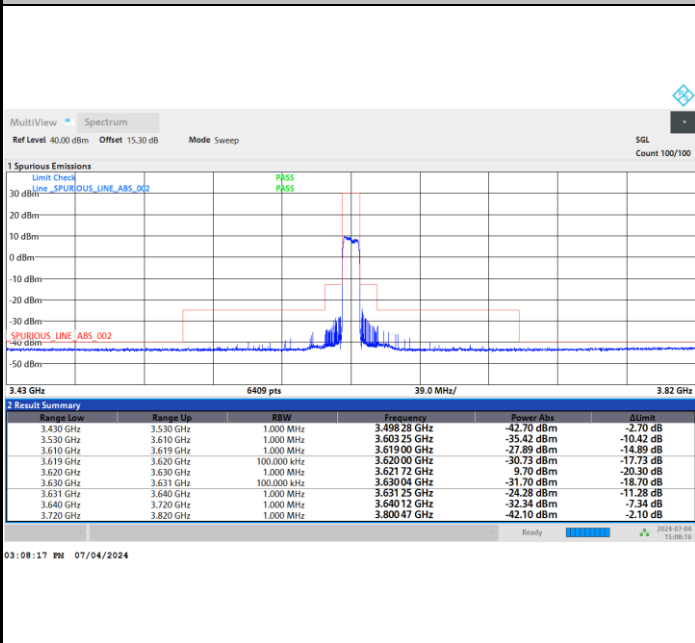 MultiView Spectrum
Ref Level 40.00 dBm Offset 15.30 dB Mode Sweep SGL
Count 100/100
1 Spurious Emissions
Limit Check PASS
Line _SPURIOUS_LINE_ABS_002 PASS
30 dBm
20 dBm
10 dBm
0 dBm
-10 dBm
-20 dBm
-30 dBm
_SPURIOUS_LINE_ABS_002
-40 dBm
-50 dBm
3.43 GHz 6409 pts 39.0 MHz/ 3.82 GHz
2 Result Summary
Range Low Range Up RBW Frequency Power Abs ΔLimit
3.430 GHz 3.530 GHz 1.000 MHz 3.498 28 GHz -42.70 dBm -2.70 dB
3.530 GHz 3.610 GHz 1.000 MHz 3.603 25 GHz -35.42 dBm -10.42 dB
3.610 GHz 3.619 GHz 1.000 MHz 3.619 00 GHz -27.89 dBm -14.89 dB
3.619 GHz 3.620 GHz 100.000 kHz 3.620 00 GHz -30.73 dBm -17.73 dB
3.620 GHz 3.630 GHz 1.000 MHz 3.621 72 GHz 9.70 dBm -20.30 dB
3.630 GHz 3.631 GHz 100.000 kHz 3.630 04 GHz -31.70 dBm -18.70 dB
3.631 GHz 3.640 GHz 1.000 MHz 3.631 25 GHz -24.28 dBm -11.28 dB
3.640 GHz 3.720 GHz 1.000 MHz 3.640 12 GHz -32.34 dBm -7.34 dB
3.720 GHz 3.820 GHz 1.000 MHz 3.800 47 GHz -42.10 dBm -2.10 dB
Ready 2024-07-04
15:08:16
03:08:17 PM 07/04/2024